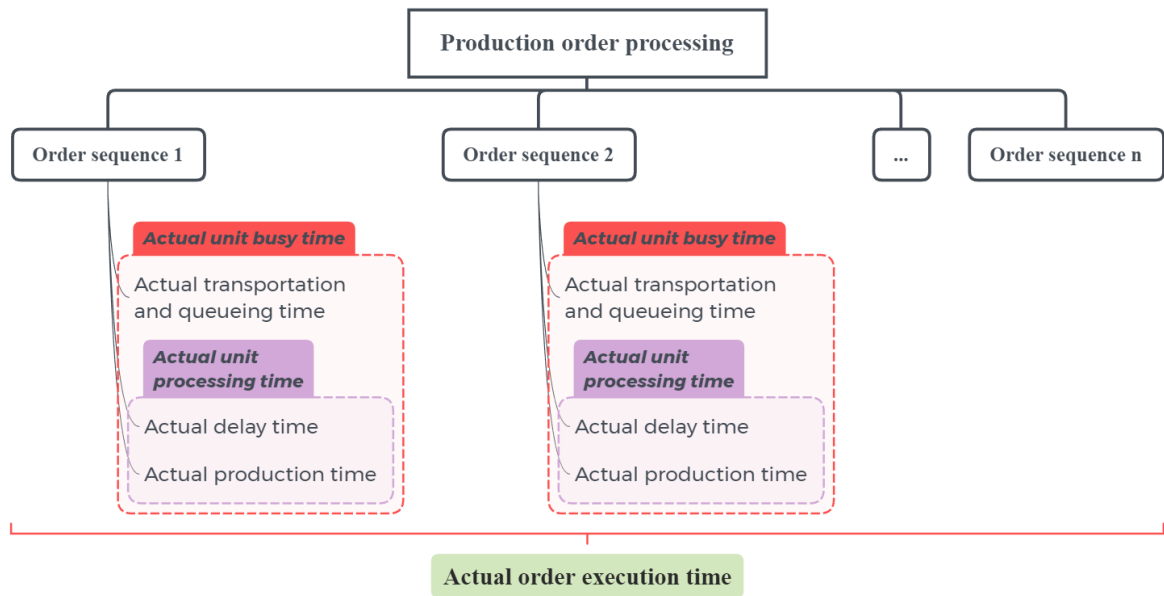 Production order processing
Order sequence 1
Order sequence 2
...
Order sequence n
Actual unit busy time
Actual transportation
and queueing time
Actual unit
processing time
Actual delay time
Actual production time
Actual unit busy time
Actual transportation
and queueing time
Actual unit
processing time
Actual delay time
Actual production time
Actual order execution time